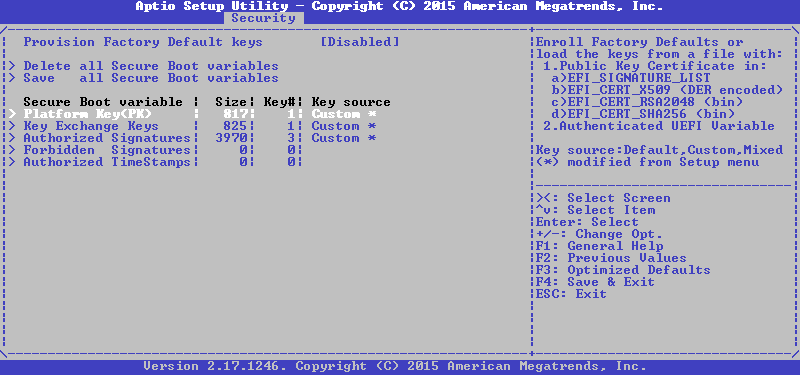 Aptio Setup Utility - Copyright (C) 2015 American Megatrends, Inc.
Security
Provision Factory Default keys [Disabled]
> Delete all Secure Boot variables
> Save all Secure Boot variables
Secure Boot variable | Size| Key#| Key source
> Platform Key(PK) | 817| 1| Custom *
> Key Exchange Keys | 825| 1| Custom *
> Authorized Signatures| 3970| 3| Custom *
> Forbidden Signatures| 0| 0|
> Authorized TimeStamps| 0| 0|
Enroll Factory Defaults or
load the keys from a file with:
1.Public Key Certificate in:
a)EFI_SIGNATURE_LIST
b)EFI_CERT_X509 (DER encoded)
c)EFI_CERT_RSA2048 (bin)
d)EFI_CERT_SHA256 (bin)
2.Authenticated UEFI Variable
Key source:Default,Custom,Mixed
(*) modified from Setup menu
><: Select Screen
^v: Select Item
Enter: Select
+/-: Change Opt.
F1: General Help
F2: Previous Values
F3: Optimized Defaults
F4: Save & Exit
ESC: Exit
Version 2.17.1246. Copyright (C) 2015 American Megatrends, Inc.